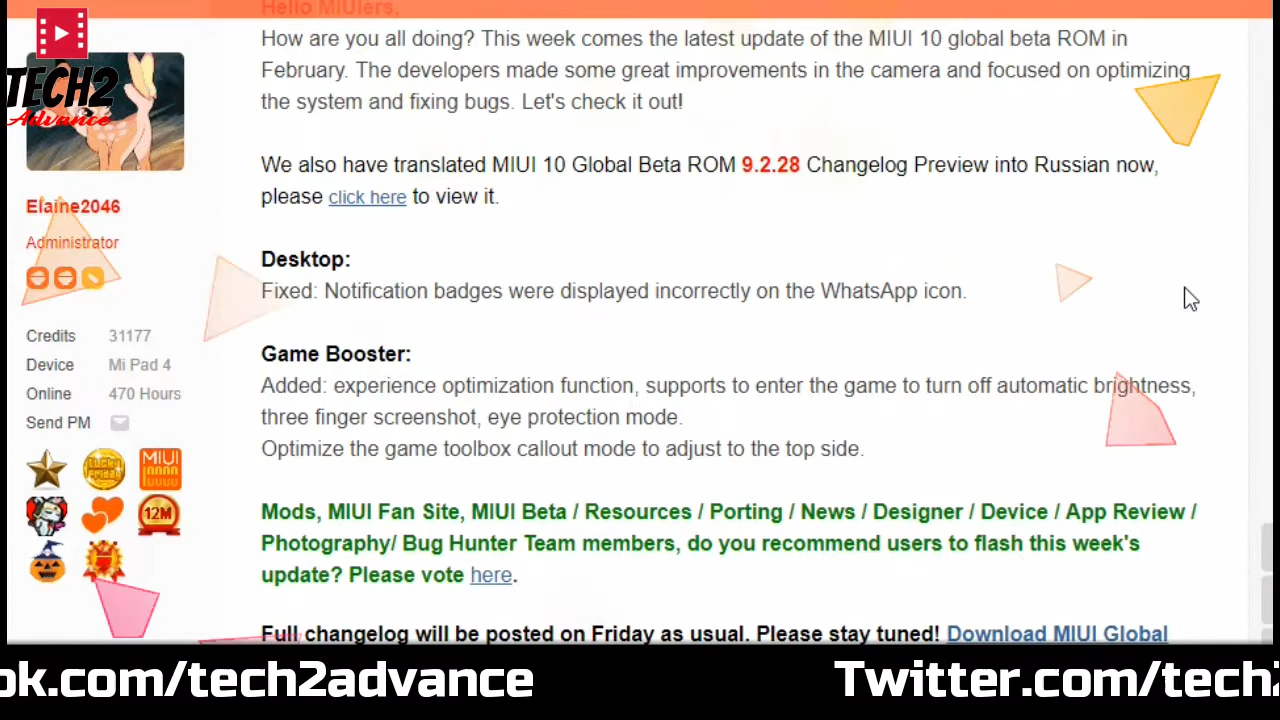 Hello MIUIers,
How are you all doing? This week comes the latest update of the MIUI 10 global beta ROM in
February. The developers made some great improvements in the camera and focused on optimizing
the system and fixing bugs. Let's check it out!
We also have translated MIUI 10 Global Beta ROM 9.2.28 Changelog Preview into Russian now,
please click here to view it.
Desktop:
Fixed: Notification badges were displayed incorrectly on the WhatsApp icon.
Game Booster:
Added: experience optimization function, supports to enter the game to turn off automatic brightness,
three finger screenshot, eye protection mode.
Optimize the game toolbox callout mode to adjust to the top side.
Mods, MIUI Fan Site, MIUI Beta / Resources / Porting / News / Designer / Device / App Review /
Photography/ Bug Hunter Team members, do you recommend users to flash this week's
update? Please vote here.
Full changelog will be posted on Friday as usual. Please stay tuned! Download MIUI Global
TECH2
Advance
Elaine2046
Administrator
Credits 31177
Device Mi Pad 4
Online 470 Hours
Send PM
Lucky
Friday
MIUI
12M
ok.com/tech2advance
Twitter.com/tech2